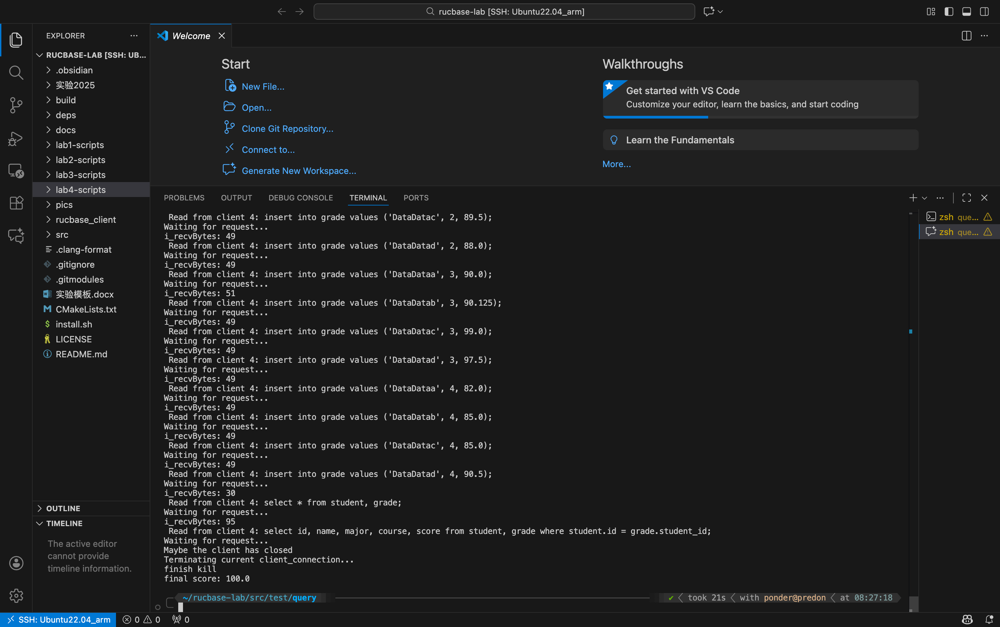 rucbase-lab [SSH: Ubuntu22.04_arm]
EXPLORER
RUCBASE-LAB [SSH: UB...
.obsidian
实验2025
build
deps
docs
lab1-scripts
lab2-scripts
lab3-scripts
lab4-scripts
pics
rucbase_client
src
.clang-format
.gitignore
.gitmodules
实验模板.docx
CMakeLists.txt
install.sh
LICENSE
README.md
OUTLINE
TIMELINE
The active editor
cannot provide
timeline information.
Welcome
Start
New File...
Open...
Clone Git Repository...
Connect to...
Generate New Workspace...
Walkthroughs
Get started with VS Code
Customize your editor, learn the basics, and start coding
Learn the Fundamentals
More...
PROBLEMS OUTPUT DEBUG CONSOLE TERMINAL PORTS
Read from client 4: insert into grade values ('DataDatac', 2, 89.5);
Waiting for request...
i_recvBytes: 49
Read from client 4: insert into grade values ('DataDatad', 2, 88.0);
Waiting for request...
i_recvBytes: 49
Read from client 4: insert into grade values ('DataDataa', 3, 90.0);
Waiting for request...
i_recvBytes: 51
Read from client 4: insert into grade values ('DataDatab', 3, 90.125);
Waiting for request...
i_recvBytes: 49
Read from client 4: insert into grade values ('DataDatac', 3, 99.0);
Waiting for request...
i_recvBytes: 49
Read from client 4: insert into grade values ('DataDatad', 3, 97.5);
Waiting for request...
i_recvBytes: 49
Read from client 4: insert into grade values ('DataDataa', 4, 82.0);
Waiting for request...
i_recvBytes: 49
Read from client 4: insert into grade values ('DataDatab', 4, 85.0);
Waiting for request...
i_recvBytes: 49
Read from client 4: insert into grade values ('DataDatac', 4, 85.0);
Waiting for request...
i_recvBytes: 49
Read from client 4: insert into grade values ('DataDatad', 4, 90.5);
Waiting for request...
i_recvBytes: 30
Read from client 4: select * from student, grade;
Waiting for request...
i_recvBytes: 95
Read from client 4: select id, name, major, course, score from student, grade where student.id = grade.student_id;
Waiting for request...
Maybe the client has closed
Terminating current client_connection...
finish kill
final score: 100.0
~/rucbase-lab/src/test/query
took 21s with ponder@predon at 08:27:18
zsh que...
zsh que...
SSH: Ubuntu22.04_arm 0 0 0